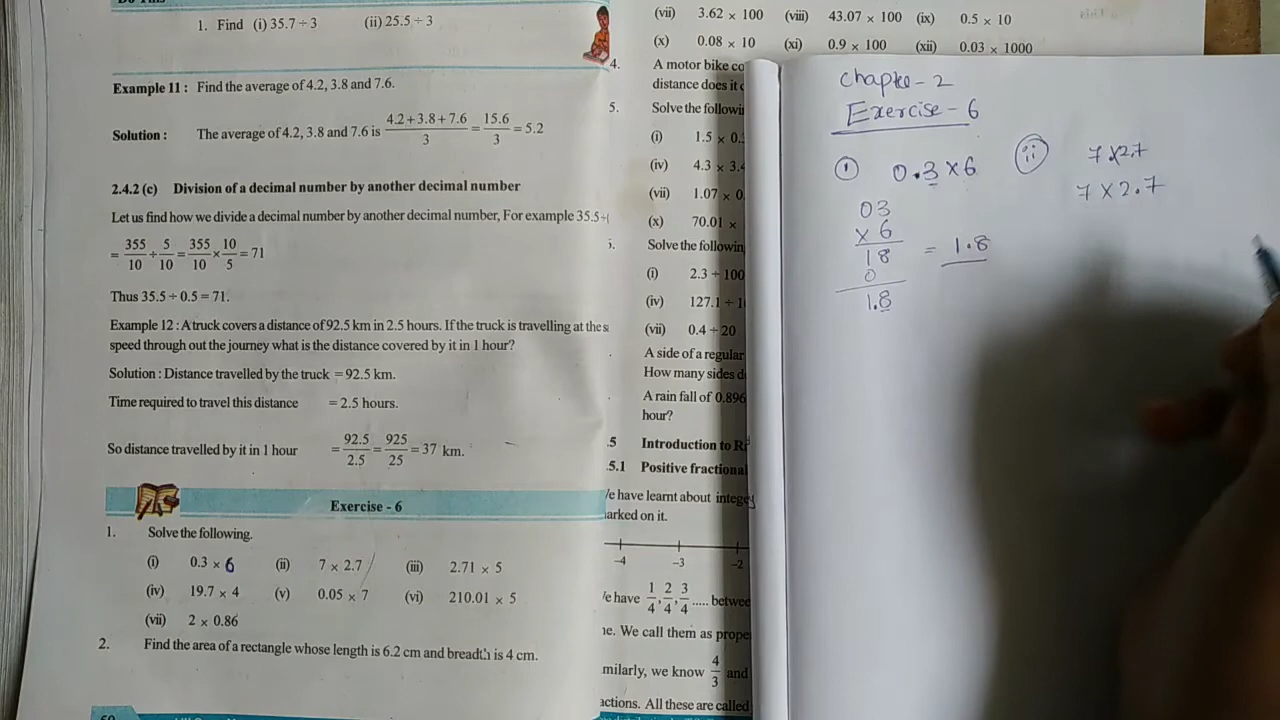 1. Find (i) 35.7 ÷ 3 (ii) 25.5 ÷ 3
Example 11 : Find the average of 4.2, 3.8 and 7.6.
Solution : The average of 4.2, 3.8 and 7.6 is (4.2+3.8+7.6)/3 = 15.6/3 = 5.2
2.4.2 (c) Division of a decimal number by another decimal number
Let us find how we divide a decimal number by another decimal number, For example 35.5÷
= 355/10 ÷ 5/10 = 355/10 × 10/5 = 71
Thus 35.5 ÷ 0.5 = 71.
Example 12 : A truck covers a distance of 92.5 km in 2.5 hours. If the truck is travelling at the s
speed through out the journey what is the distance covered by it in 1 hour?
Solution : Distance travelled by the truck = 92.5 km.
Time required to travel this distance = 2.5 hours.
So distance travelled by it in 1 hour = 92.5/2.5 = 925/25 = 37 km.
Exercise - 6
1. Solve the following.
(i) 0.3 × 6 (ii) 7 × 2.7 (iii) 2.71 × 5
(iv) 19.7 × 4 (v) 0.05 × 7 (vi) 210.01 × 5
(vii) 2 × 0.86
2. Find the area of a rectangle whose length is 6.2 cm and breadth is 4 cm.
(vii) 3.62 × 100 (viii) 43.07 × 100 (ix) 0.5 × 10
(x) 0.08 × 10 (xi) 0.9 × 100 (xii) 0.03 × 1000
4. A motor bike co
distance does it c
5. Solve the followi
(i) 1.5 × 0.
(iv) 4.3 × 3.
(vii) 1.07 × 0
(x) 70.01 ×
Solve the followin
(i) 2.3 ÷ 100
(iv) 127.1 ÷ 1
(vii) 0.4 ÷ 20
A side of a regular
How many sides d
A rain fall of 0.896
hour?
.5 Introduction to R
.5.1 Positive fractional
We have learnt about integ
marked on it.
−4 −3 −2
We have 1/4, 2/4, 3/4 ..... betwee
ne. We call them as prope
milarly, we know 4/3 and
actions. All these are called
Chapte - 2
Exercise - 6
① 0.3 × 6
03
× 6
18 = 1.8
0
1.8
ii 7 × 2.7
7 × 2.7